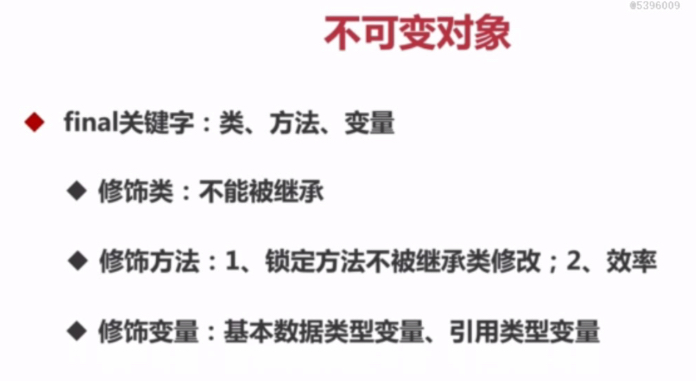 @5396009
不可变对象
final关键字：类、方法、变量
修饰类：不能被继承
修饰方法：1、锁定方法不被继承类修改；2、效率
修饰变量：基本数据类型变量、引用类型变量